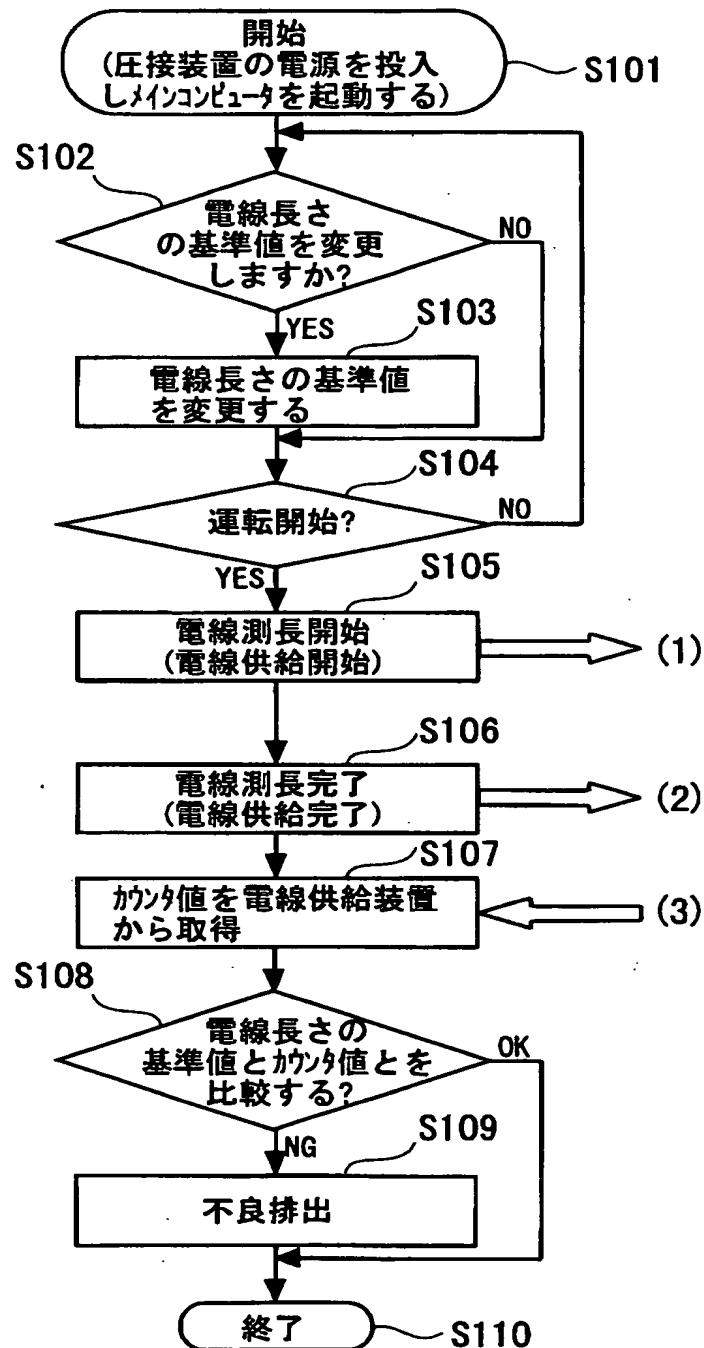 開始
(圧接装置の電源を投入
しﾒｲﾝｺﾝﾋﾟｭｰﾀを起動する)
S101
S102
電線長さ
の基準値を変更
しますか?
NO
YES
S103
電線長さの基準値
を変更する
S104
運転開始?
NO
YES
S105
電線測長開始
(電線供給開始)
(1)
S106
電線測長完了
(電線供給完了)
(2)
S107
ｶｳﾝﾀ値を電線供給装置
から取得
(3)
S108
電線長さの
基準値とｶｳﾝﾀ値とを
比較する?
OK
NG
S109
不良排出
終了
S110